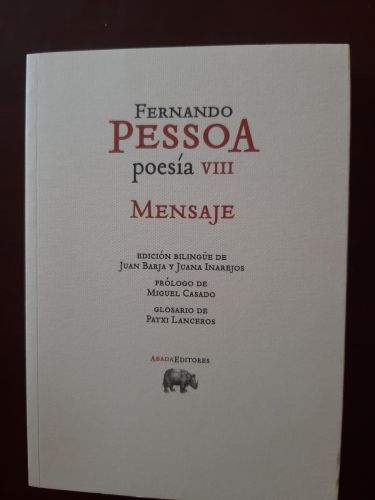 FERNANDO
PESSOA
poesía VIII
MENSAJE
EDICIÓN BILINGÜE DE
JUAN BARJA Y JUANA INAREJOS
PRÓLOGO DE
MIGUEL CASADO
GLOSARIO DE
PATXI LANCEROS
ABADAEDITORES